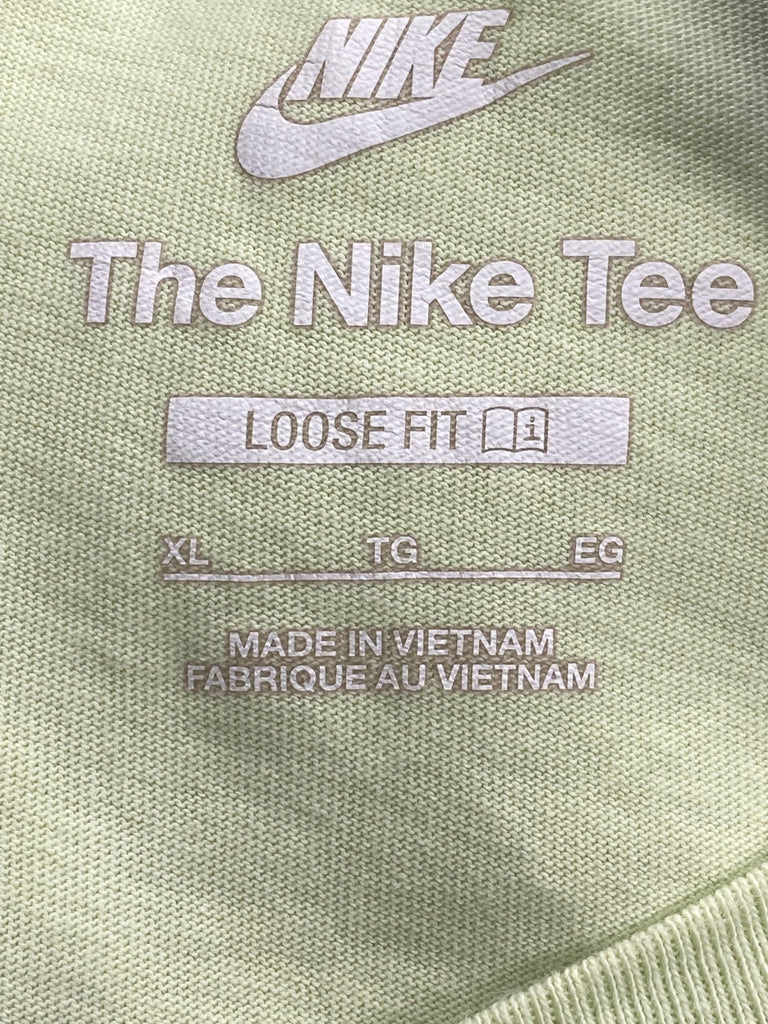 NIKE
The Nike Tee
LOOSE FIT i
XL TG EG
MADE IN VIETNAM
FABRIQUE AU VIETNAM